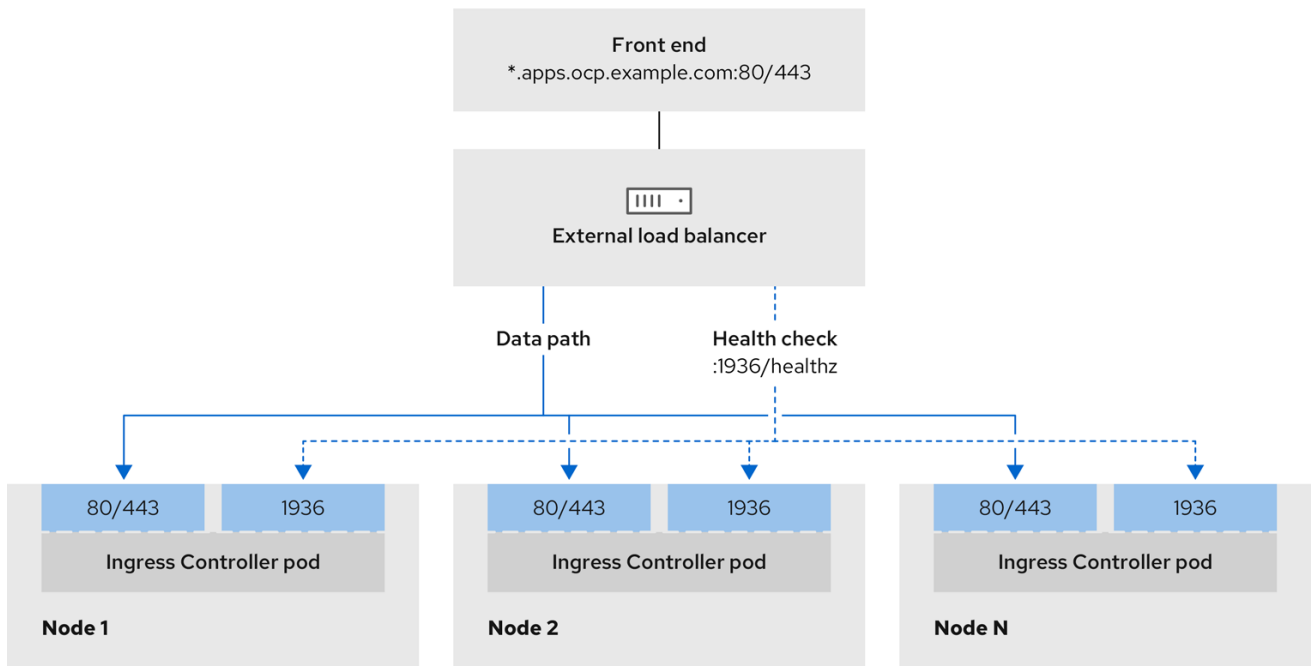 Front end
*.apps.ocp.example.com:80/443
External load balancer
Data path
Health check
:1936/healthz
80/443
1936
80/443
1936
80/443
1936
Ingress Controller pod
Ingress Controller pod
Ingress Controller pod
Node 1
Node 2
Node N